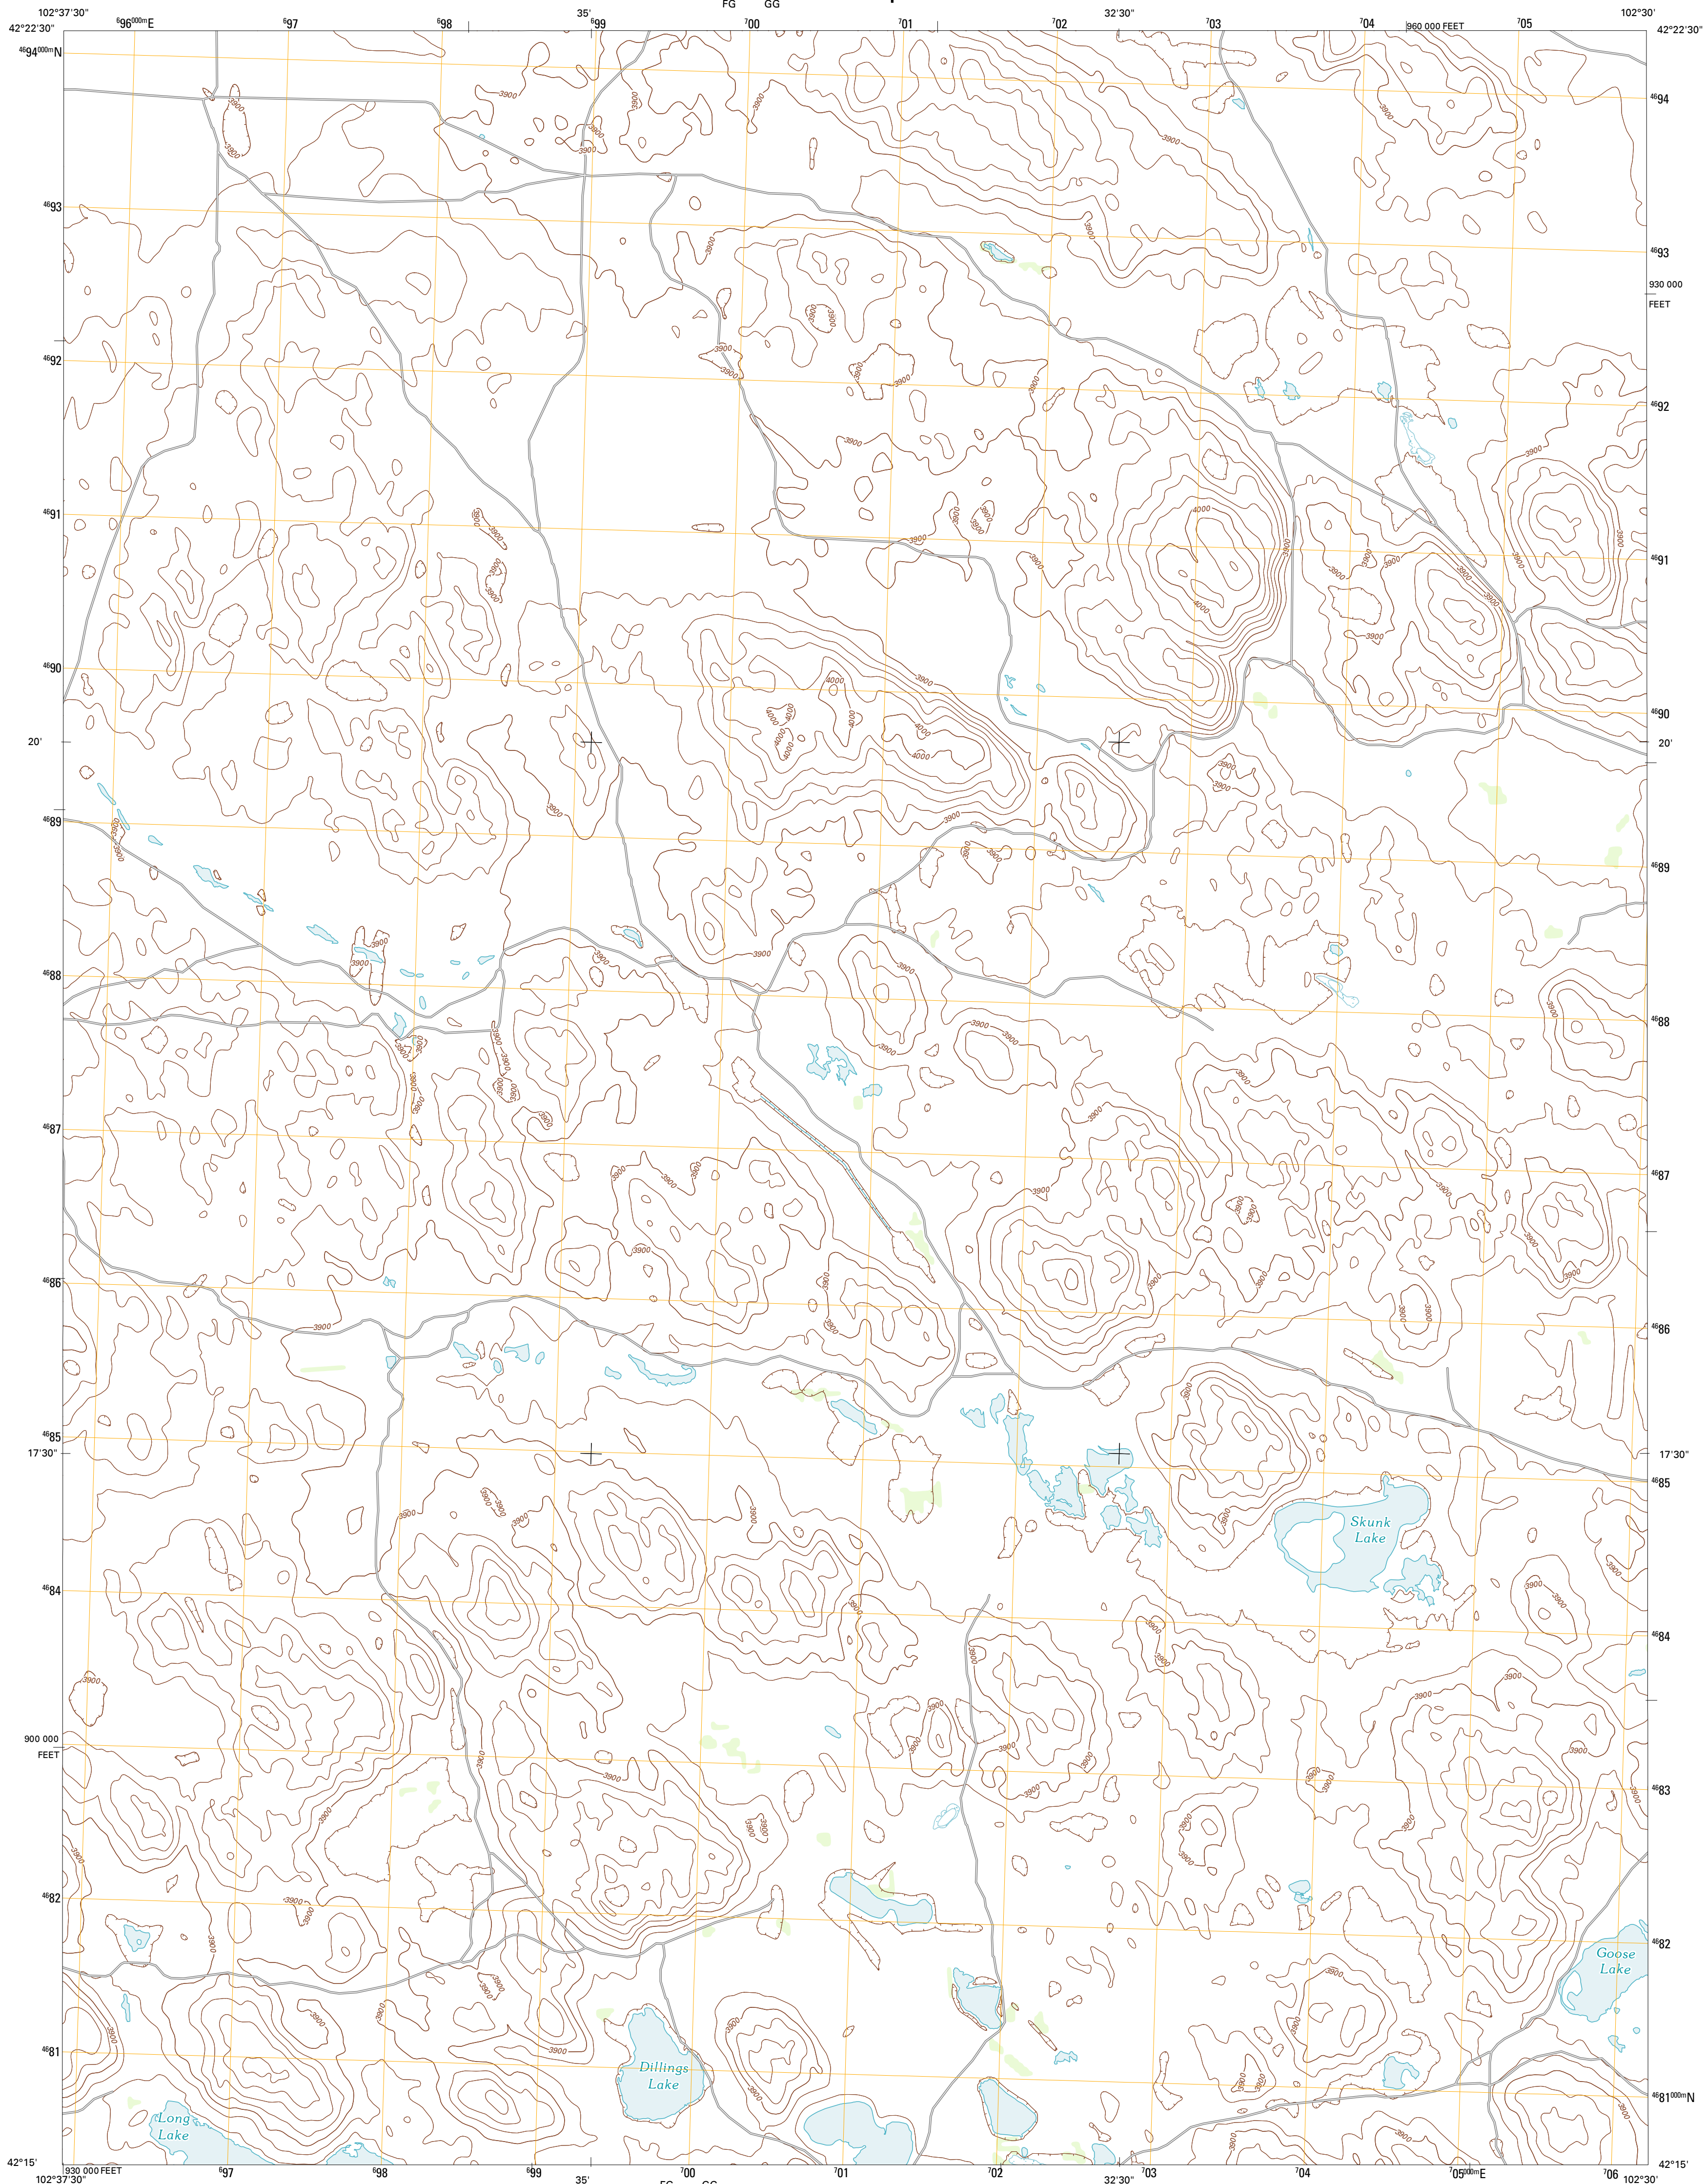 FG GG
102°37'30" 35' 32'30" 102°30'
⁶96⁰⁰⁰ᵐE ⁶97 ⁶98 ⁶99 ⁷00 ⁷01 ⁷02 ⁷03 ⁷04 960 000 FEET ⁷05
42°22'30" 42°22'30"
⁴⁶94⁰⁰⁰ᵐN ⁴⁶94
⁴⁶93 ⁴⁶93
930 000
FEET
⁴⁶92 ⁴⁶92
⁴⁶91 ⁴⁶91
⁴⁶90 ⁴⁶90
20' 20'
⁴⁶89 ⁴⁶89
⁴⁶88 ⁴⁶88
⁴⁶87 ⁴⁶87
⁴⁶86 ⁴⁶86
⁴⁶85
17'30" 17'30"
⁴⁶85
Skunk
Lake
⁴⁶84 ⁴⁶84
900 000
FEET
⁴⁶83
⁴⁶82 ⁴⁶82
Goose
Lake
⁴⁶81
Dillings
Lake
⁴⁶81⁰⁰⁰ᵐN
Long
Lake
3900
4000
42°15' 42°15'
930 000 FEET ⁶97 ⁶98 ⁶99 ⁷00 ⁷01 ⁷02 ⁷03 ⁷04 ⁷05⁰⁰⁰ᵐE ⁷06
102°37'30" 35' 32'30" 102°30'
FG GG